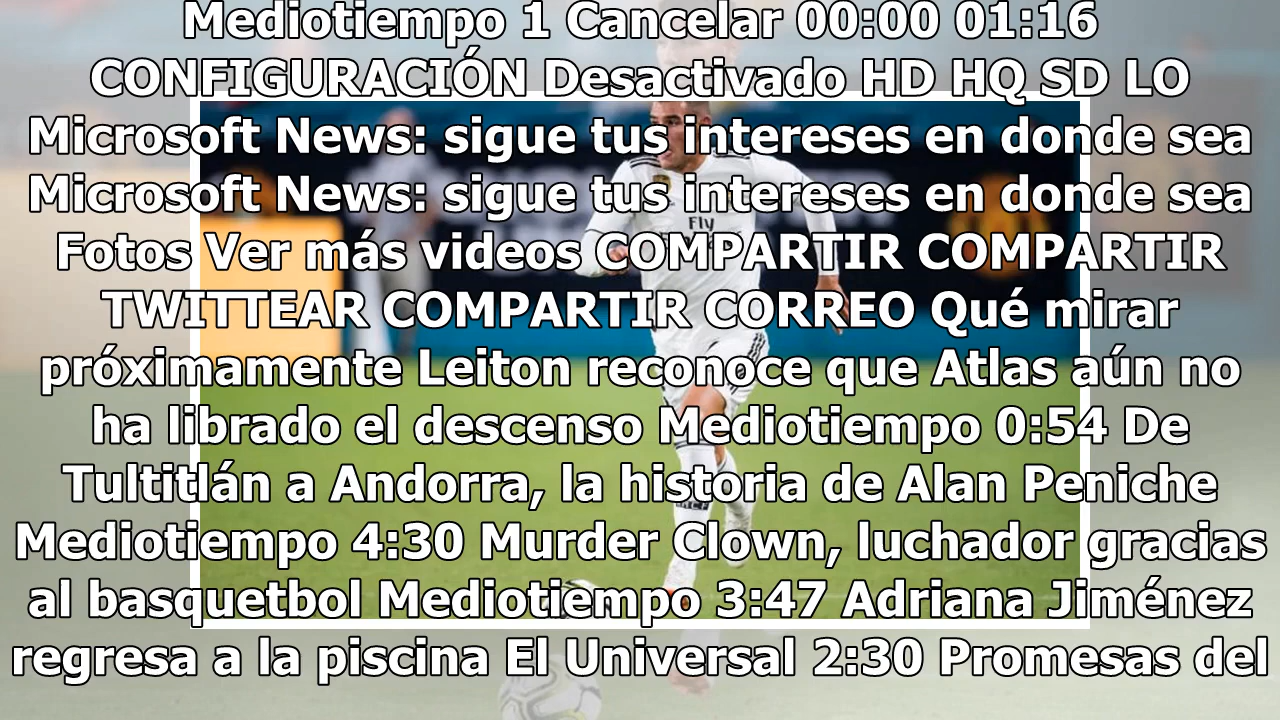 Mediotiempo 1 Cancelar 00:00 01:16
CONFIGURACIÓN Desactivado HD HQ SD LO
Microsoft News: sigue tus intereses en donde sea
Microsoft News: sigue tus intereses en donde sea
Fly
Fotos Ver más videos COMPARTIR COMPARTIR
TWITTEAR COMPARTIR CORREO Qué mirar
próximamente Leiton reconoce que Atlas aún no
ha librado el descenso Mediotiempo 0:54 De
Tultitlán a Andorra, la historia de Alan Peniche
Mediotiempo 4:30 Murder Clown, luchador gracias
al basquetbol Mediotiempo 3:47 Adriana Jiménez
regresa a la piscina El Universal 2:30 Promesas del